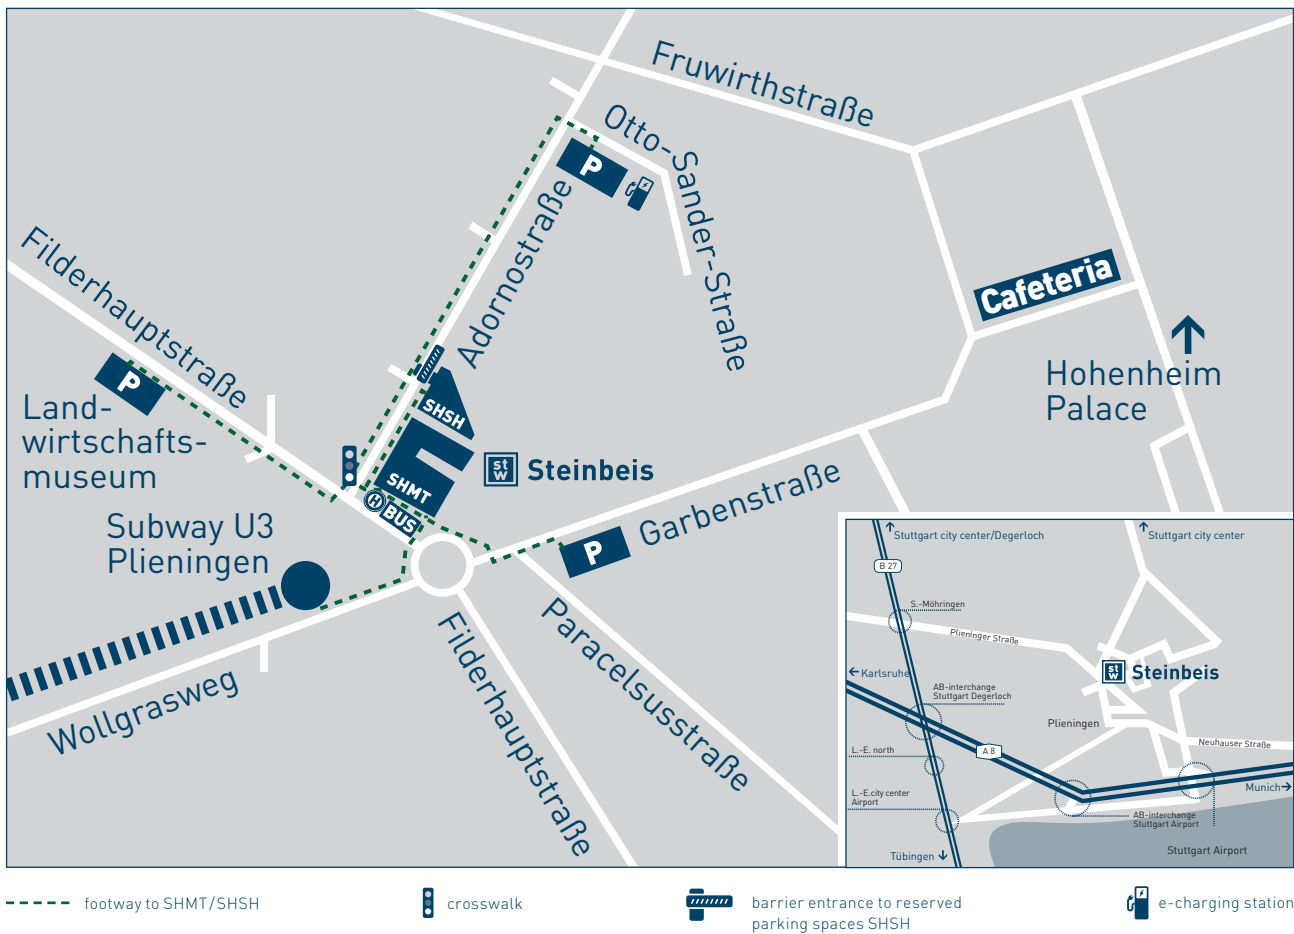 Fruwirthstraße
Otto-Sander-Straße
P
Adornostraße
Filderhauptstraße
P
Land-
wirtschafts-
museum
SHSH
SHMT
H
BUS
st
w
Steinbeis
Cafeteria
Hohenheim
Palace
Subway U3
Plieningen
P
Garbenstraße
Wollgrasweg
Filderhauptstraße
Paracelsusstraße
Stuttgart city center/Degerloch
Stuttgart city center
B 27
S.-Möhringen
Plieninger Straße
Karlsruhe
st
w
Steinbeis
AB-interchange
Stuttgart Degerloch
Plieningen
L.-E. north
A 8
Neuhauser Straße
L.-E.city center
Airport
Munich
AB-interchange
Stuttgart Airport
Tübingen
Stuttgart Airport
footway to SHMT/SHSH
crosswalk
barrier entrance to reserved
parking spaces SHSH
e-charging station